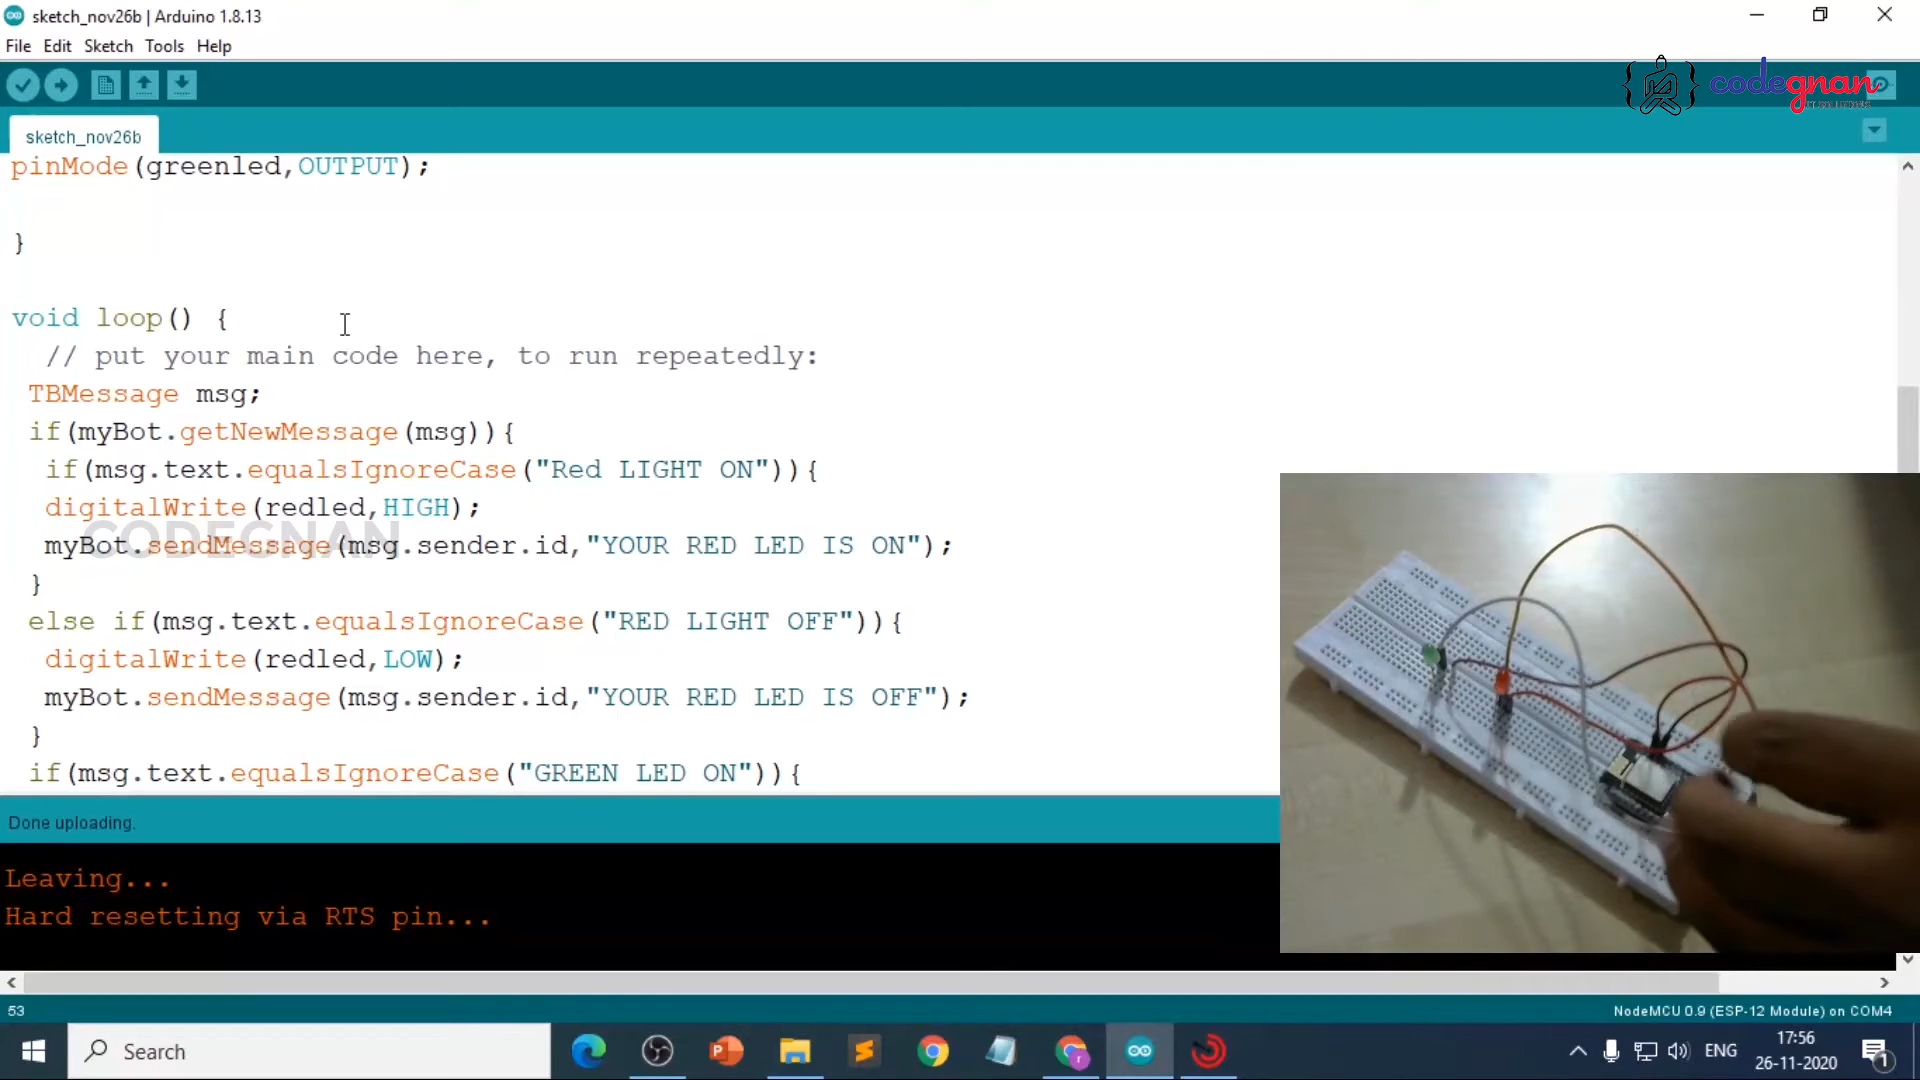 sketch_nov26b | Arduino 1.8.13
File Edit Sketch Tools Help
codegnan
IT SOLUTIONS
sketch_nov26b
pinMode(greenled,OUTPUT);
}
void loop() {
// put your main code here, to run repeatedly:
TBMessage msg;
if(myBot.getNewMessage(msg)){
if(msg.text.equalsIgnoreCase("Red LIGHT ON")){
digitalWrite(redled,HIGH);
CODEGNAN
myBot.sendMessage(msg.sender.id,"YOUR RED LED IS ON");
}
else if(msg.text.equalsIgnoreCase("RED LIGHT OFF")){
digitalWrite(redled,LOW);
myBot.sendMessage(msg.sender.id,"YOUR RED LED IS OFF");
}
if(msg.text.equalsIgnoreCase("GREEN LED ON")){
Done uploading.
Leaving...
Hard resetting via RTS pin...
53
NodeMCU 0.9 (ESP-12 Module) on COM4
Search
ENG
17:56
26-11-2020
1